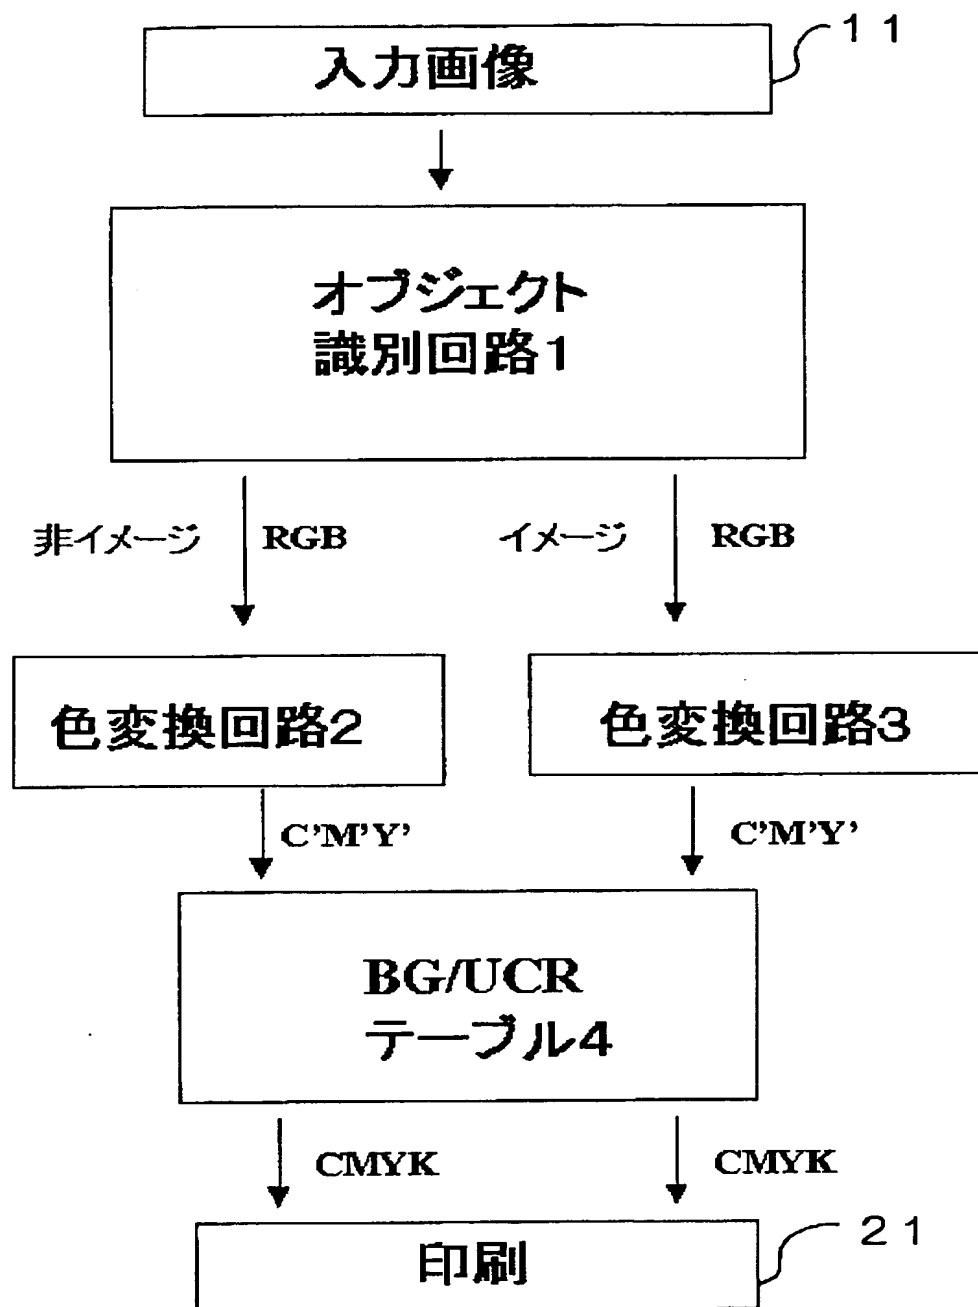 11
入力画像
オブジェクト
識別回路1
非イメージ RGB イメージ RGB
色変換回路2 色変換回路3
C’M’Y’ C’M’Y’
BG/UCR
テーブル4
CMYK CMYK
印刷
21